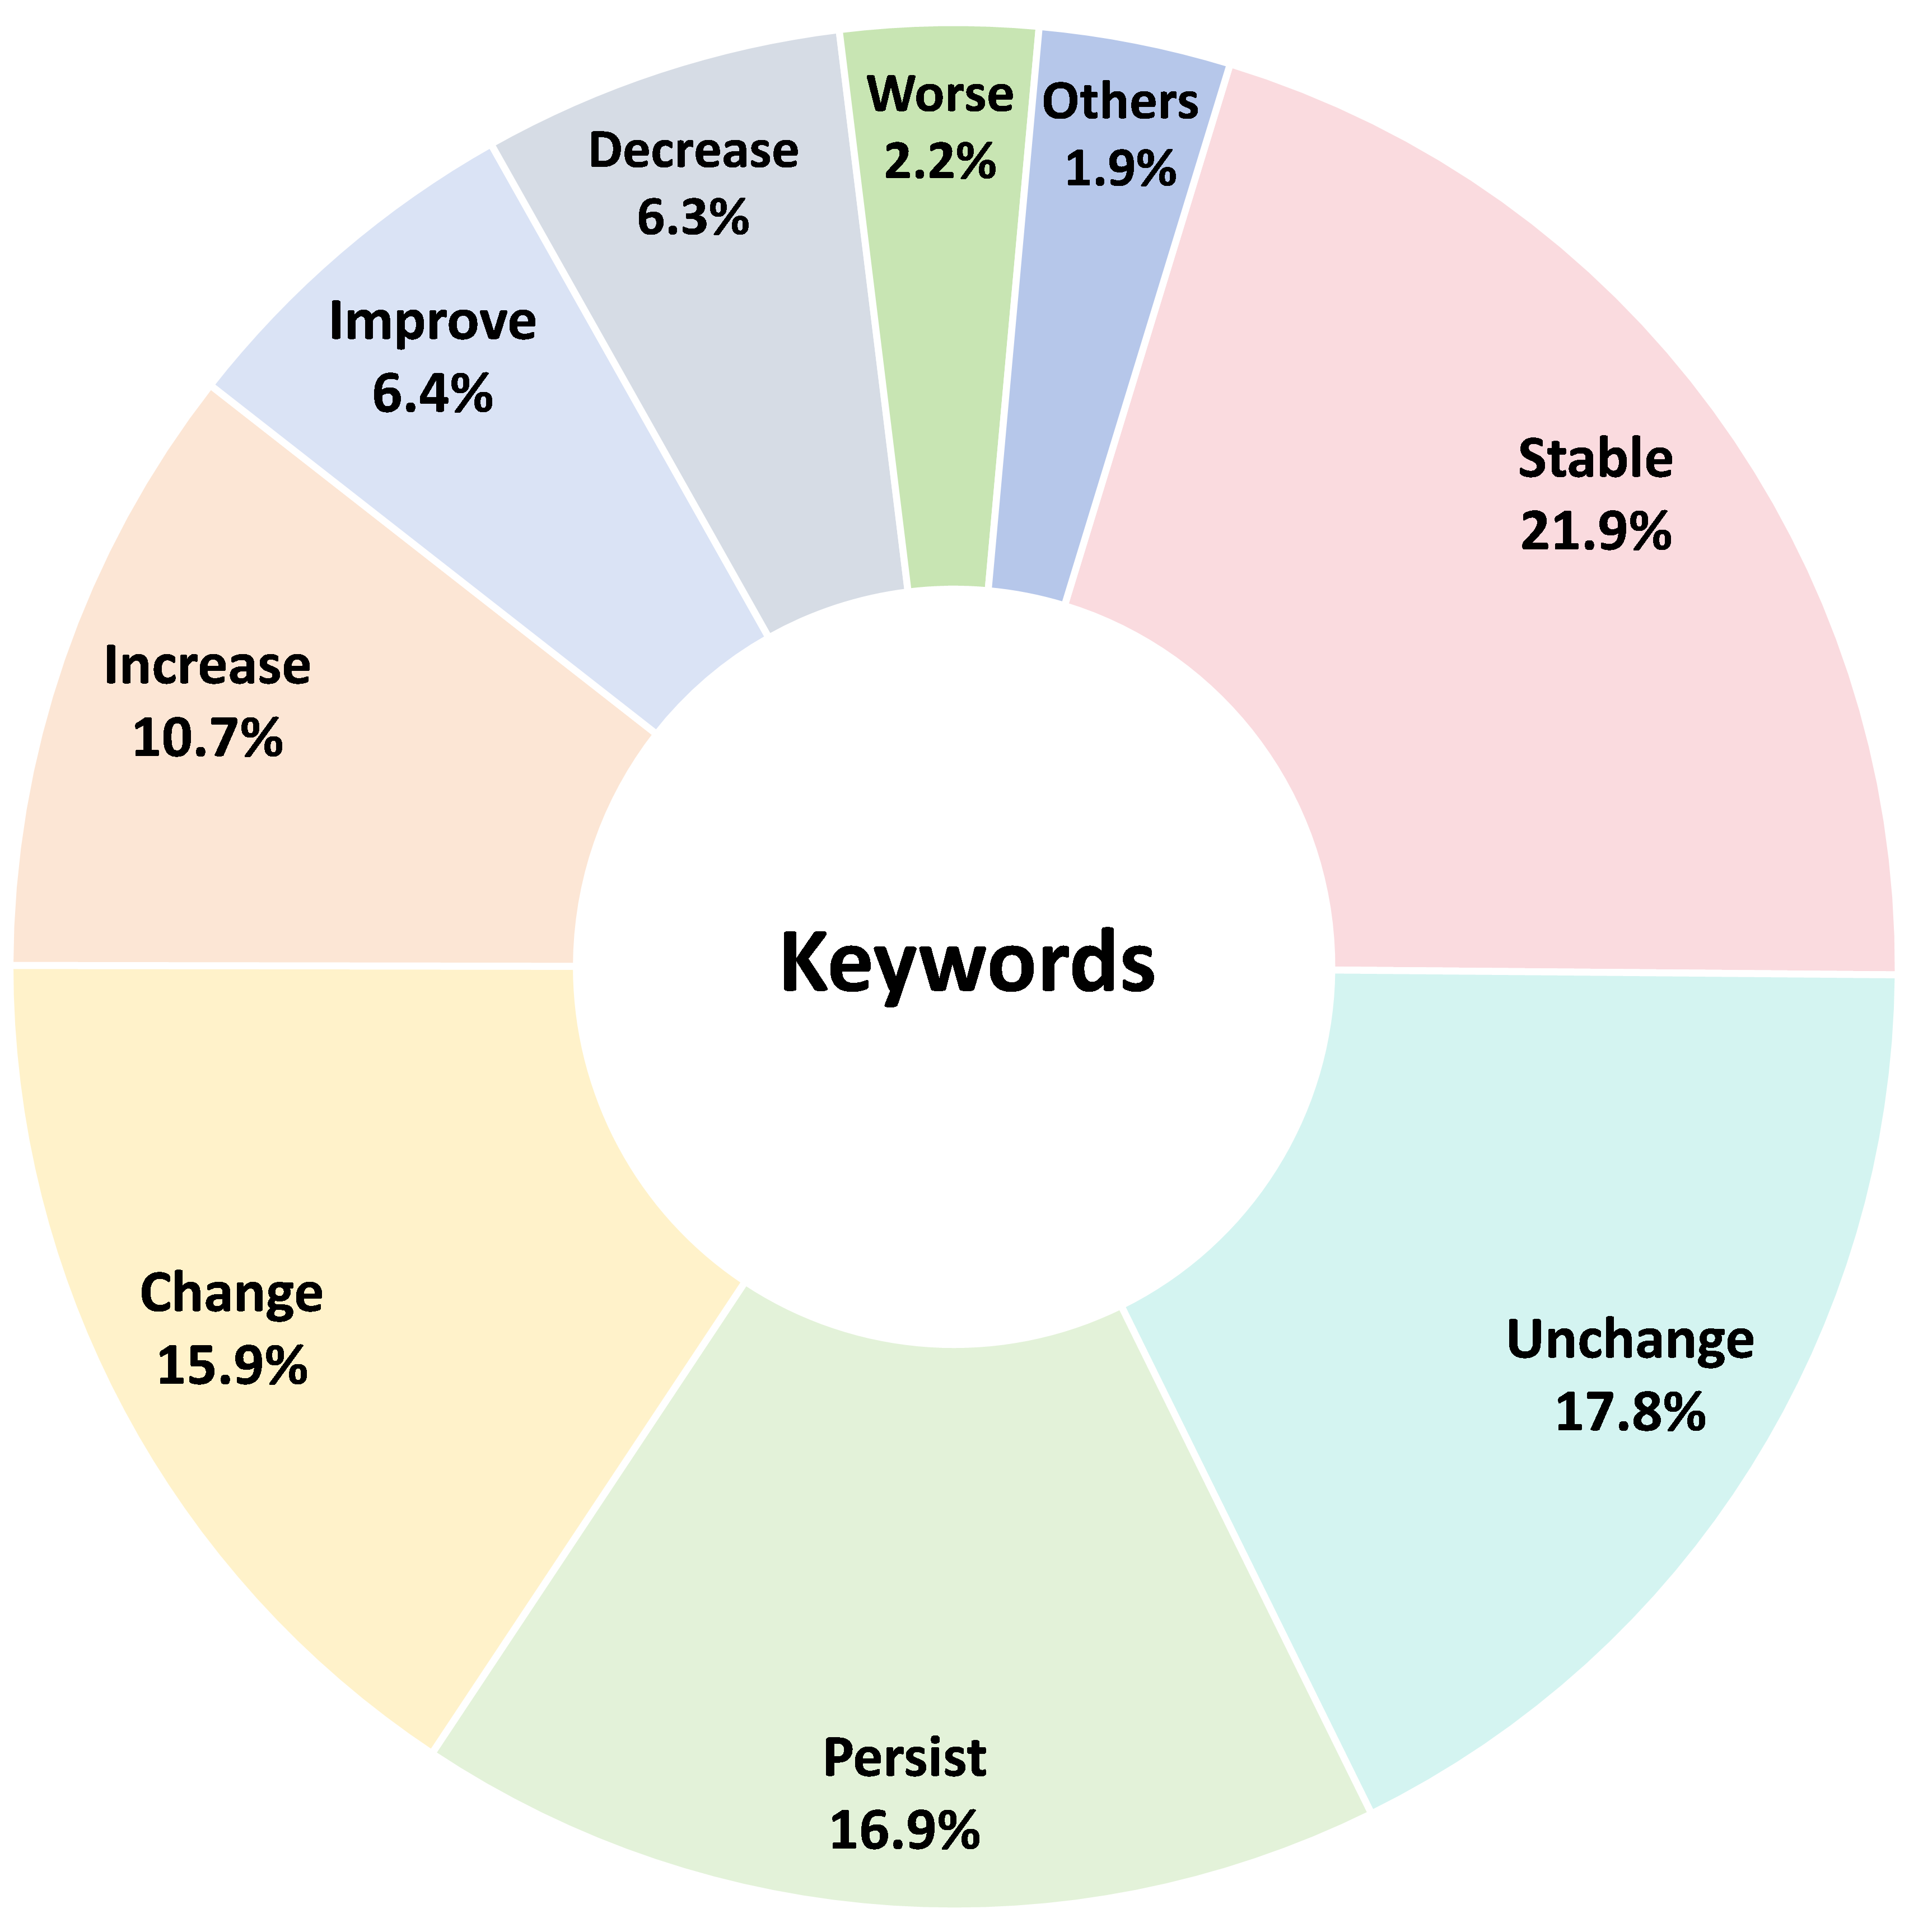 Worse
2.2%
Others
1.9%
Stable
21.9%
Unchange
17.8%
Persist
16.9%
Change
15.9%
Increase
10.7%
Improve
6.4%
Decrease
6.3%
Keywords